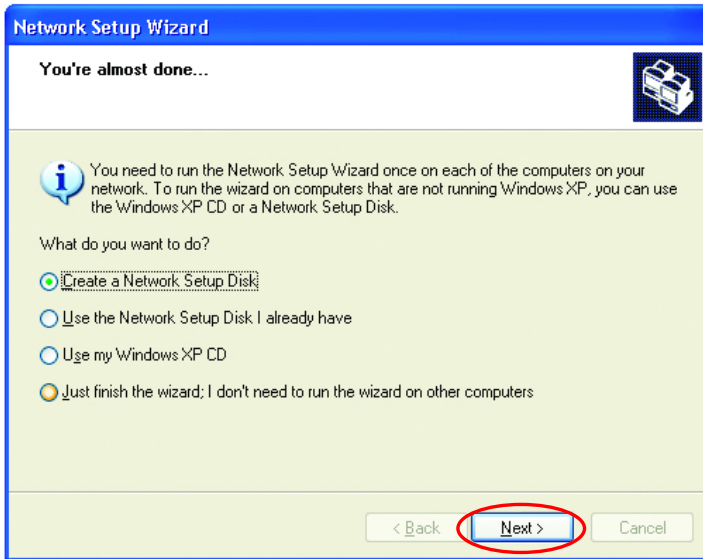 Network Setup Wizard
You're almost done...
You need to run the Network Setup Wizard once on each of the computers on your
network. To run the wizard on computers that are not running Windows XP, you can use
the Windows XP CD or a Network Setup Disk.
What do you want to do?
Create a Network Setup Disk
Use the Network Setup Disk I already have
Use my Windows XP CD
Just finish the wizard; I don't need to run the wizard on other computers
< Back
Next >
Cancel